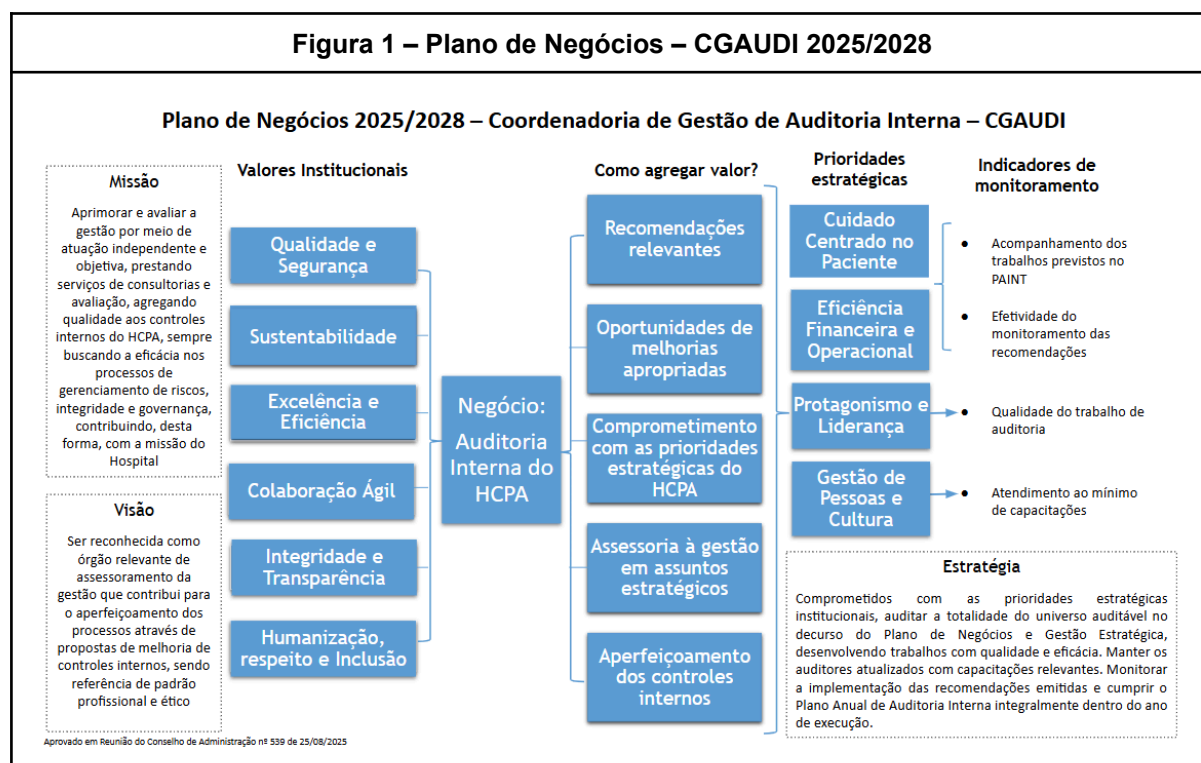 Figura 1 – Plano de Negócios – CGAUDI 2025/2028
Plano de Negócios 2025/2028 – Coordenadoria de Gestão de Auditoria Interna – CGAUDI
Missão
Aprimorar e avaliar a
gestão por meio de
atuação independente e
objetiva, prestando
serviços de consultorias e
avaliação, agregando
qualidade aos controles
internos do HCPA, sempre
buscando a eficácia nos
processos de
gerenciamento de riscos,
integridade e governança,
contribuindo, desta
forma, com a missão do
Hospital
Visão
Ser reconhecida como
órgão relevante de
assessoramento da
gestão que contribui para
o aperfeiçoamento dos
processos através de
propostas de melhoria de
controles internos, sendo
referência de padrão
profissional e ético
Valores Institucionais
Qualidade e
Segurança
Sustentabilidade
Excelência e
Eficiência
Colaboração Ágil
Integridade e
Transparência
Humanização,
respeito e Inclusão
Negócio:
Auditoria
Interna do
HCPA
Como agregar valor?
Recomendações
relevantes
Oportunidades de
melhorias
apropriadas
Comprometimento
com as prioridades
estratégicas do
HCPA
Assessoria à gestão
em assuntos
estratégicos
Aperfeiçoamento
dos controles
internos
Prioridades
estratégicas
Cuidado
Centrado no
Paciente
Eficiência
Financeira e
Operacional
Protagonismo e
Liderança
Gestão de
Pessoas e
Cultura
Indicadores de
monitoramento
• Acompanhamento dos
trabalhos previstos no
PAINT
• Efetividade do
monitoramento das
recomendações
• Qualidade do trabalho de
auditoria
• Atendimento ao mínimo
de capacitações
Estratégia
Comprometidos com as prioridades estratégicas
institucionais, auditar a totalidade do universo auditável no
decurso do Plano de Negócios e Gestão Estratégica,
desenvolvendo trabalhos com qualidade e eficácia. Manter os
auditores atualizados com capacitações relevantes. Monitorar
a implementação das recomendações emitidas e cumprir o
Plano Anual de Auditoria Interna integralmente dentro do ano
de execução.
Aprovado em Reunião do Conselho de Administração nº 539 de 25/08/2025